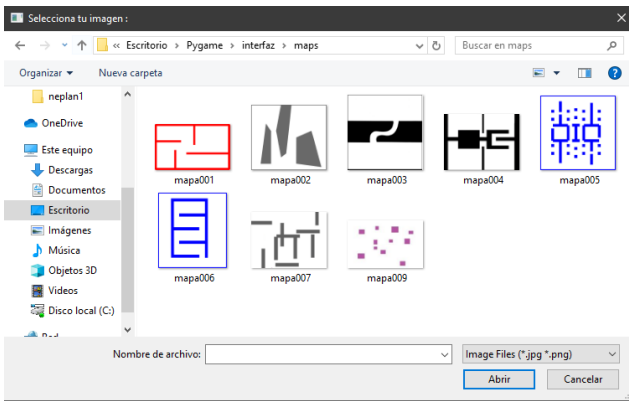 Selecciona tu imagen :
« Escritorio > Pygame > interfaz > maps
Buscar en maps
Organizar
Nueva carpeta
neplan1
OneDrive
Este equipo
Descargas
Documentos
Escritorio
Imágenes
Música
Objetos 3D
Videos
Disco local (C:)
mapa001
mapa002
mapa003
mapa004
mapa005
mapa006
mapa007
mapa009
Nombre de archivo:
Image Files (*.jpg *.png)
Abrir
Cancelar